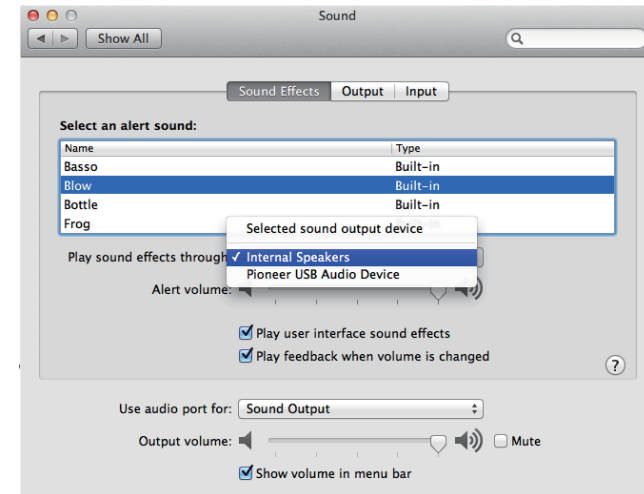 Sound
Show All
Sound Effects Output Input
Select an alert sound:
Name Type
Basso Built-in
Blow Built-in
Bottle Built-in
Frog
Selected sound output device
Play sound effects through ✓ Internal Speakers
Pioneer USB Audio Device
Alert volume:
Play user interface sound effects
Play feedback when volume is changed
?
Use audio port for: Sound Output
Output volume: Mute
Show volume in menu bar